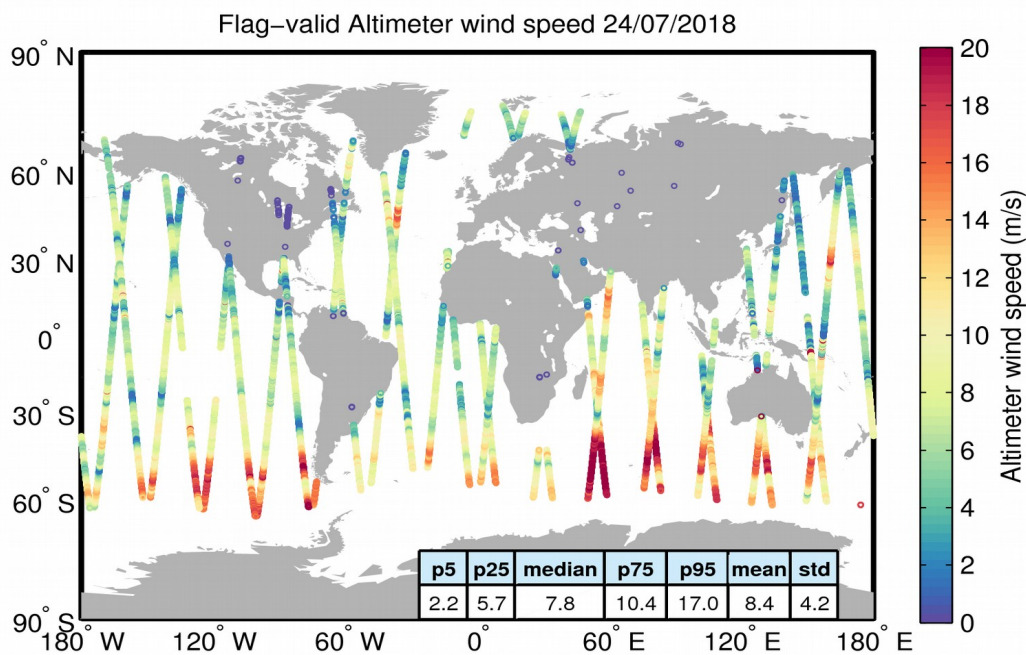 Flag-valid Altimeter wind speed 24/07/2018
90° N
60° N
30° N
0°
30° S
60° S
90° S
180° W
120° W
60° W
0°
60° E
120° E
180° E
p5 p25 median p75 p95 mean std
2.2 5.7 7.8 10.4 17.0 8.4 4.2
20
18
16
14
12
10
8
6
4
2
0
Altimeter wind speed (m/s)